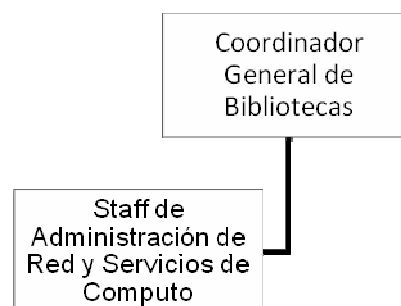 Coordinador
General de
Bibliotecas
Staff de
Administración de
Red y Servicios de
Computo